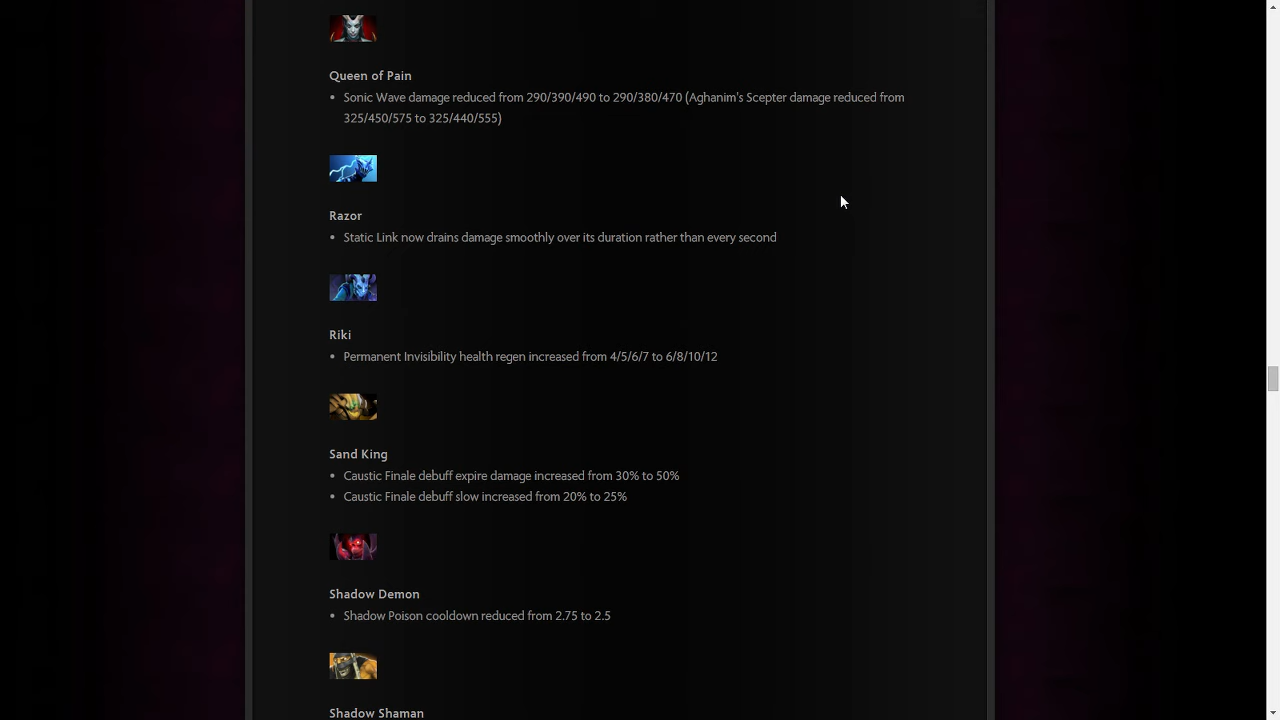 Queen of Pain
• Sonic Wave damage reduced from 290/390/490 to 290/380/470 (Aghanim's Scepter damage reduced from
325/450/575 to 325/440/555)
Razor
• Static Link now drains damage smoothly over its duration rather than every second
Riki
• Permanent Invisibility health regen increased from 4/5/6/7 to 6/8/10/12
Sand King
• Caustic Finale debuff expire damage increased from 30% to 50%
• Caustic Finale debuff slow increased from 20% to 25%
Shadow Demon
• Shadow Poison cooldown reduced from 2.75 to 2.5
Shadow Shaman